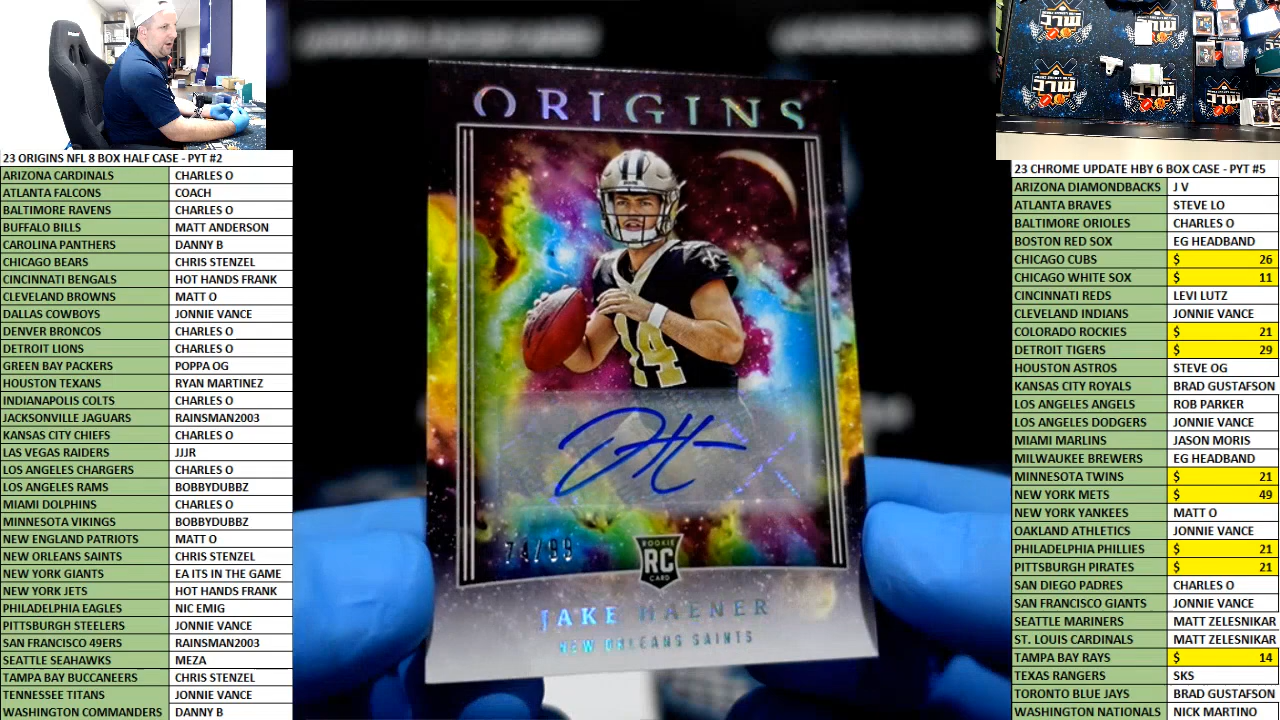 23 ORIGINS NFL 8 BOX HALF CASE - PYT #2
ARIZONA CARDINALS CHARLES O
ATLANTA FALCONS COACH
BALTIMORE RAVENS CHARLES O
BUFFALO BILLS MATT ANDERSON
CAROLINA PANTHERS DANNY B
CHICAGO BEARS CHRIS STENZEL
CINCINNATI BENGALS HOT HANDS FRANK
CLEVELAND BROWNS MATT O
DALLAS COWBOYS JONNIE VANCE
DENVER BRONCOS CHARLES O
DETROIT LIONS CHARLES O
GREEN BAY PACKERS POPPA OG
HOUSTON TEXANS RYAN MARTINEZ
INDIANAPOLIS COLTS CHARLES O
JACKSONVILLE JAGUARS RAINSMAN2003
KANSAS CITY CHIEFS CHARLES O
LAS VEGAS RAIDERS JJJR
LOS ANGELES CHARGERS CHARLES O
LOS ANGELES RAMS BOBBYDUBBZ
MIAMI DOLPHINS CHARLES O
MINNESOTA VIKINGS BOBBYDUBBZ
NEW ENGLAND PATRIOTS MATT O
NEW ORLEANS SAINTS CHRIS STENZEL
NEW YORK GIANTS EA ITS IN THE GAME
NEW YORK JETS HOT HANDS FRANK
PHILADELPHIA EAGLES NIC EMIG
PITTSBURGH STEELERS JONNIE VANCE
SAN FRANCISCO 49ERS RAINSMAN2003
SEATTLE SEAHAWKS MEZA
TAMPA BAY BUCCANEERS CHRIS STENZEL
TENNESSEE TITANS JONNIE VANCE
WASHINGTON COMMANDERS DANNY B
ORIGINS
14
74/99
ROOKIE
RC
CARD
JAKE HAENER
NEW ORLEANS SAINTS
23 CHROME UPDATE HBY 6 BOX CASE - PYT #5
ARIZONA DIAMONDBACKS J V
ATLANTA BRAVES STEVE LO
BALTIMORE ORIOLES CHARLES O
BOSTON RED SOX EG HEADBAND
CHICAGO CUBS $ 26
CHICAGO WHITE SOX $ 11
CINCINNATI REDS LEVI LUTZ
CLEVELAND INDIANS JONNIE VANCE
COLORADO ROCKIES $ 21
DETROIT TIGERS $ 29
HOUSTON ASTROS STEVE OG
KANSAS CITY ROYALS BRAD GUSTAFSON
LOS ANGELES ANGELS ROB PARKER
LOS ANGELES DODGERS JONNIE VANCE
MIAMI MARLINS JASON MORIS
MILWAUKEE BREWERS EG HEADBAND
MINNESOTA TWINS $ 21
NEW YORK METS $ 49
NEW YORK YANKEES MATT O
OAKLAND ATHLETICS JONNIE VANCE
PHILADELPHIA PHILLIES $ 21
PITTSBURGH PIRATES $ 21
SAN DIEGO PADRES CHARLES O
SAN FRANCISCO GIANTS JONNIE VANCE
SEATTLE MARINERS MATT ZELESNIKAR
ST. LOUIS CARDINALS MATT ZELESNIKAR
TAMPA BAY RAYS $ 14
TEXAS RANGERS SKS
TORONTO BLUE JAYS BRAD GUSTAFSON
WASHINGTON NATIONALS NICK MARTINO